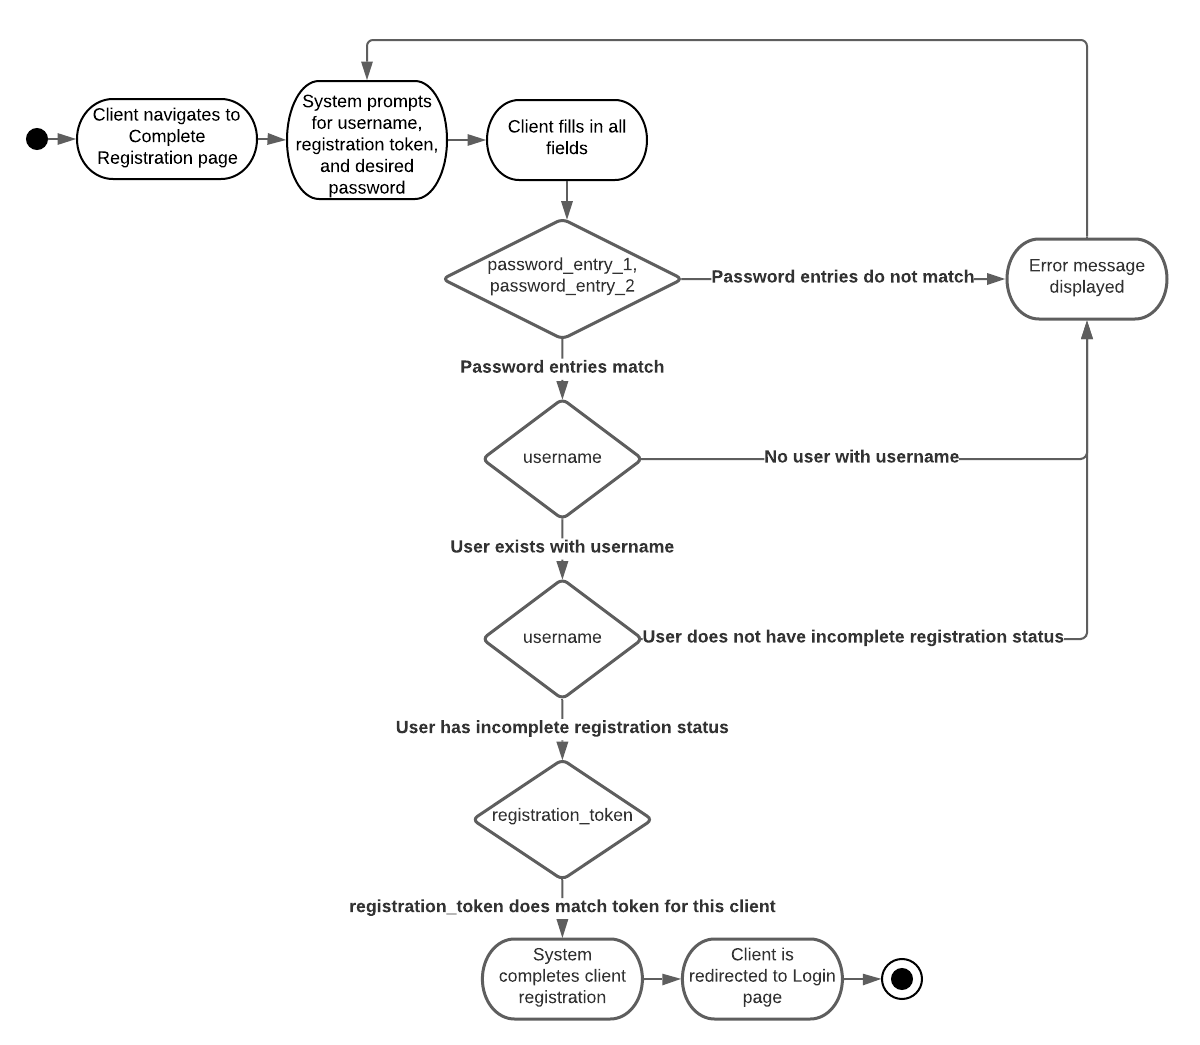 Client navigates to
Complete
Registration page
System prompts
for username,
registration token,
and desired
password
Client fills in all
fields
password_entry_1,
password_entry_2
Password entries do not match
Error message
displayed
Password entries match
username
No user with username
User exists with username
username
User does not have incomplete registration status
User has incomplete registration status
registration_token
registration_token does match token for this client
System
completes client
registration
Client is
redirected to Login
page